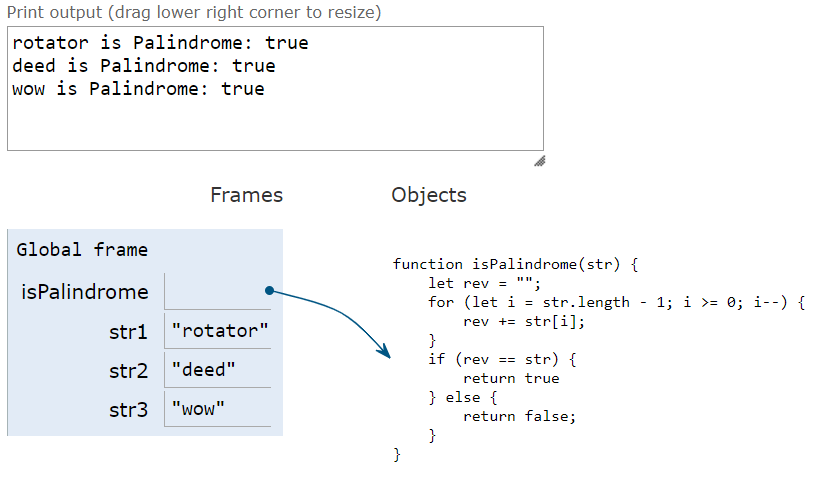 Print output (drag lower right corner to resize)
rotator is Palindrome: true
deed is Palindrome: true
wow is Palindrome: true
Frames Objects
Global frame
isPalindrome
str1 "rotator"
str2 "deed"
str3 "wow"
function isPalindrome(str) {
    let rev = "";
    for (let i = str.length - 1; i >= 0; i--) {
        rev += str[i];
    }
    if (rev == str) {
        return true
    } else {
        return false;
    }
}